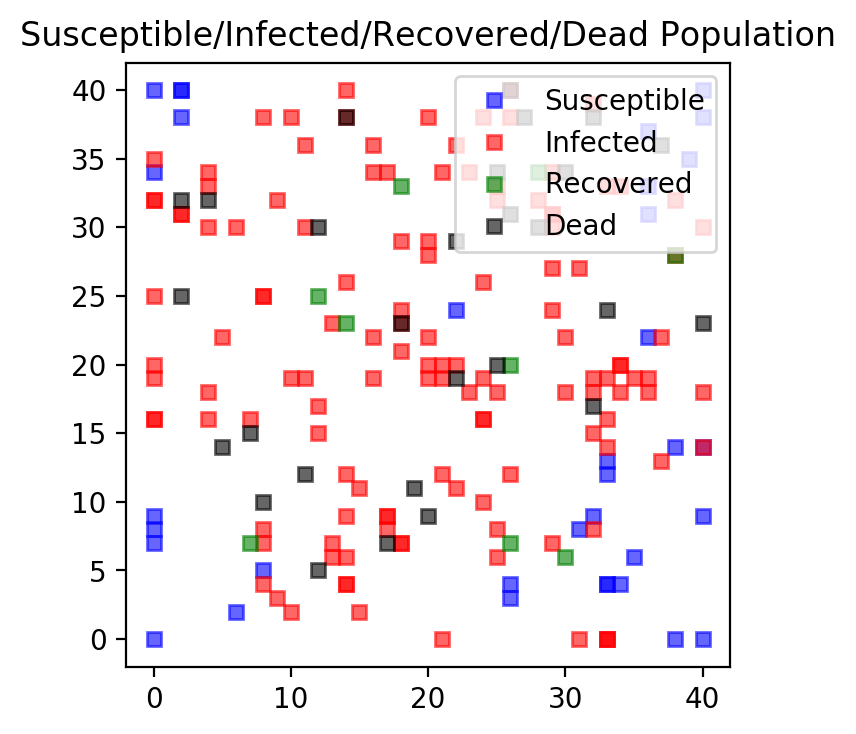 Susceptible/Infected/Recovered/Dead Population
40
35
30
25
20
15
10
5
0
Susceptible
Infected
Recovered
Dead
0 10 20 30 40